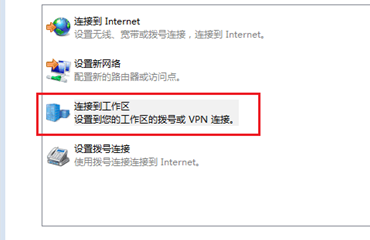 连接到 Internet
设置无线、宽带或拨号连接，连接到 Internet。
设置新网络
配置新的路由器或访问点。
连接到工作区
设置到您的工作区的拨号或 VPN 连接。
设置拨号连接
使用拨号连接连接到 Internet。